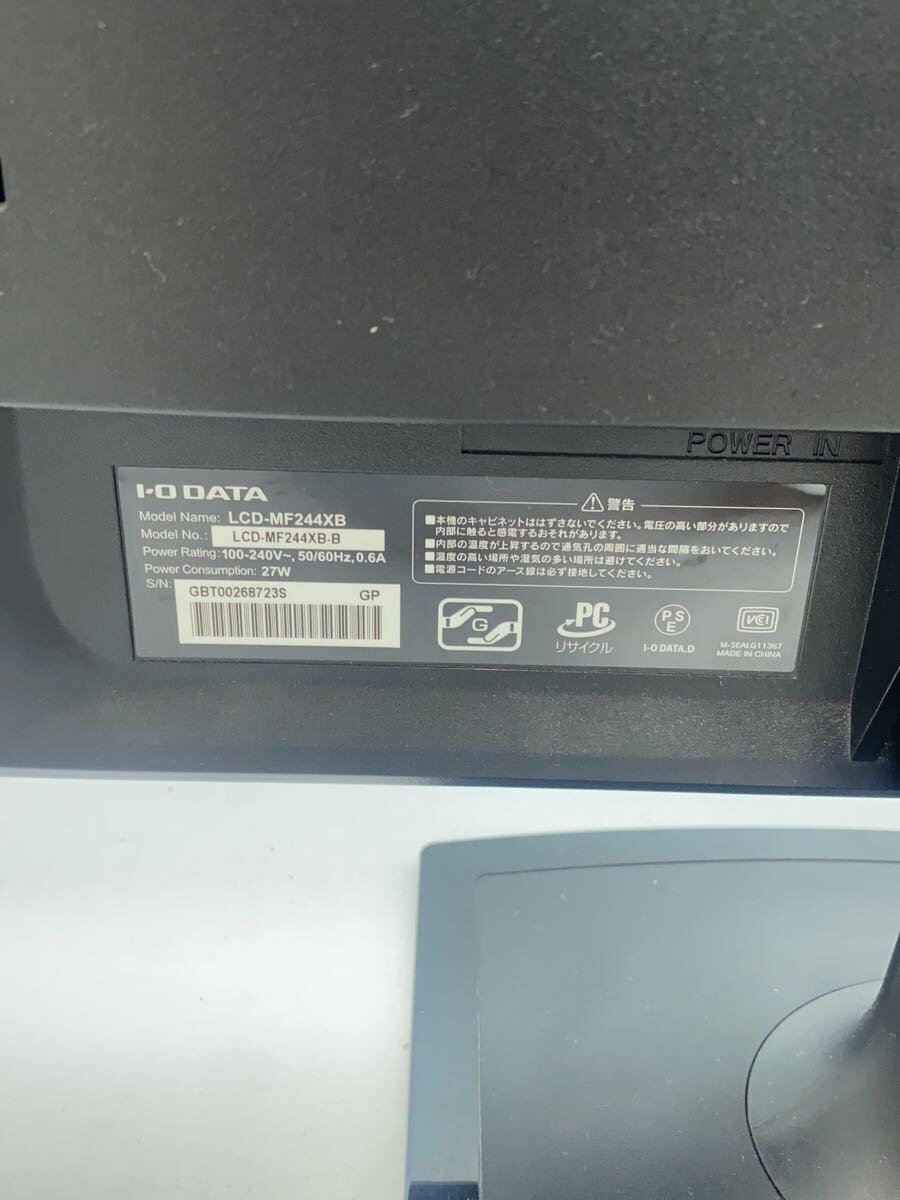 POWER IN
I-O DATA
Model Name: LCD-MF244XB
Model No.: LCD-MF244XB-B
Power Rating:100-240V~, 50/60Hz,0.6A
Power Consumption: 27W
S/N:
GBT00268723S GP
⚠警告
■本機のキャビネットははずさないでください。電圧の高い部分がありますので
内部に触ると感電するおそれがあります。
■内部の温度が上昇するので通気孔の周囲に適当な間隔をおいてください。
■温度の高い場所や湿気の多い場所は避けてください。
■電源コードのアース線は必ず接地してください。
G
PC
リサイクル
PS
E
I-O DATA.D
VCI
M-SEALG11367
MADE IN CHINA